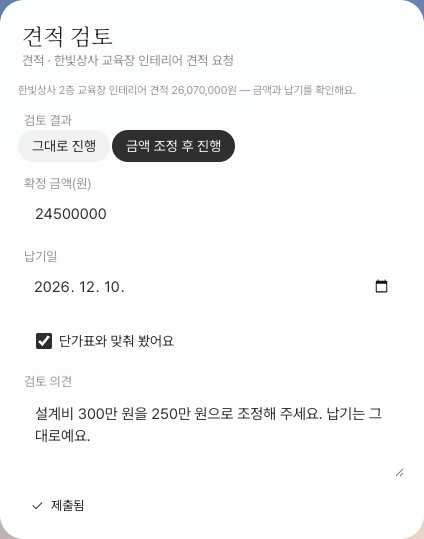 견적 검토
견적 · 한빛상사 교육장 인테리어 견적 요청
한빛상사 2층 교육장 인테리어 견적 26,070,000원 — 금액과 납기를 확인해요.
검토 결과
그대로 진행 금액 조정 후 진행
확정 금액(원)
24500000
납기일
2026. 12. 10.
단가표와 맞춰 봤어요
검토 의견
설계비 300만 원을 250만 원으로 조정해 주세요. 납기는 그
대로예요.
제출됨